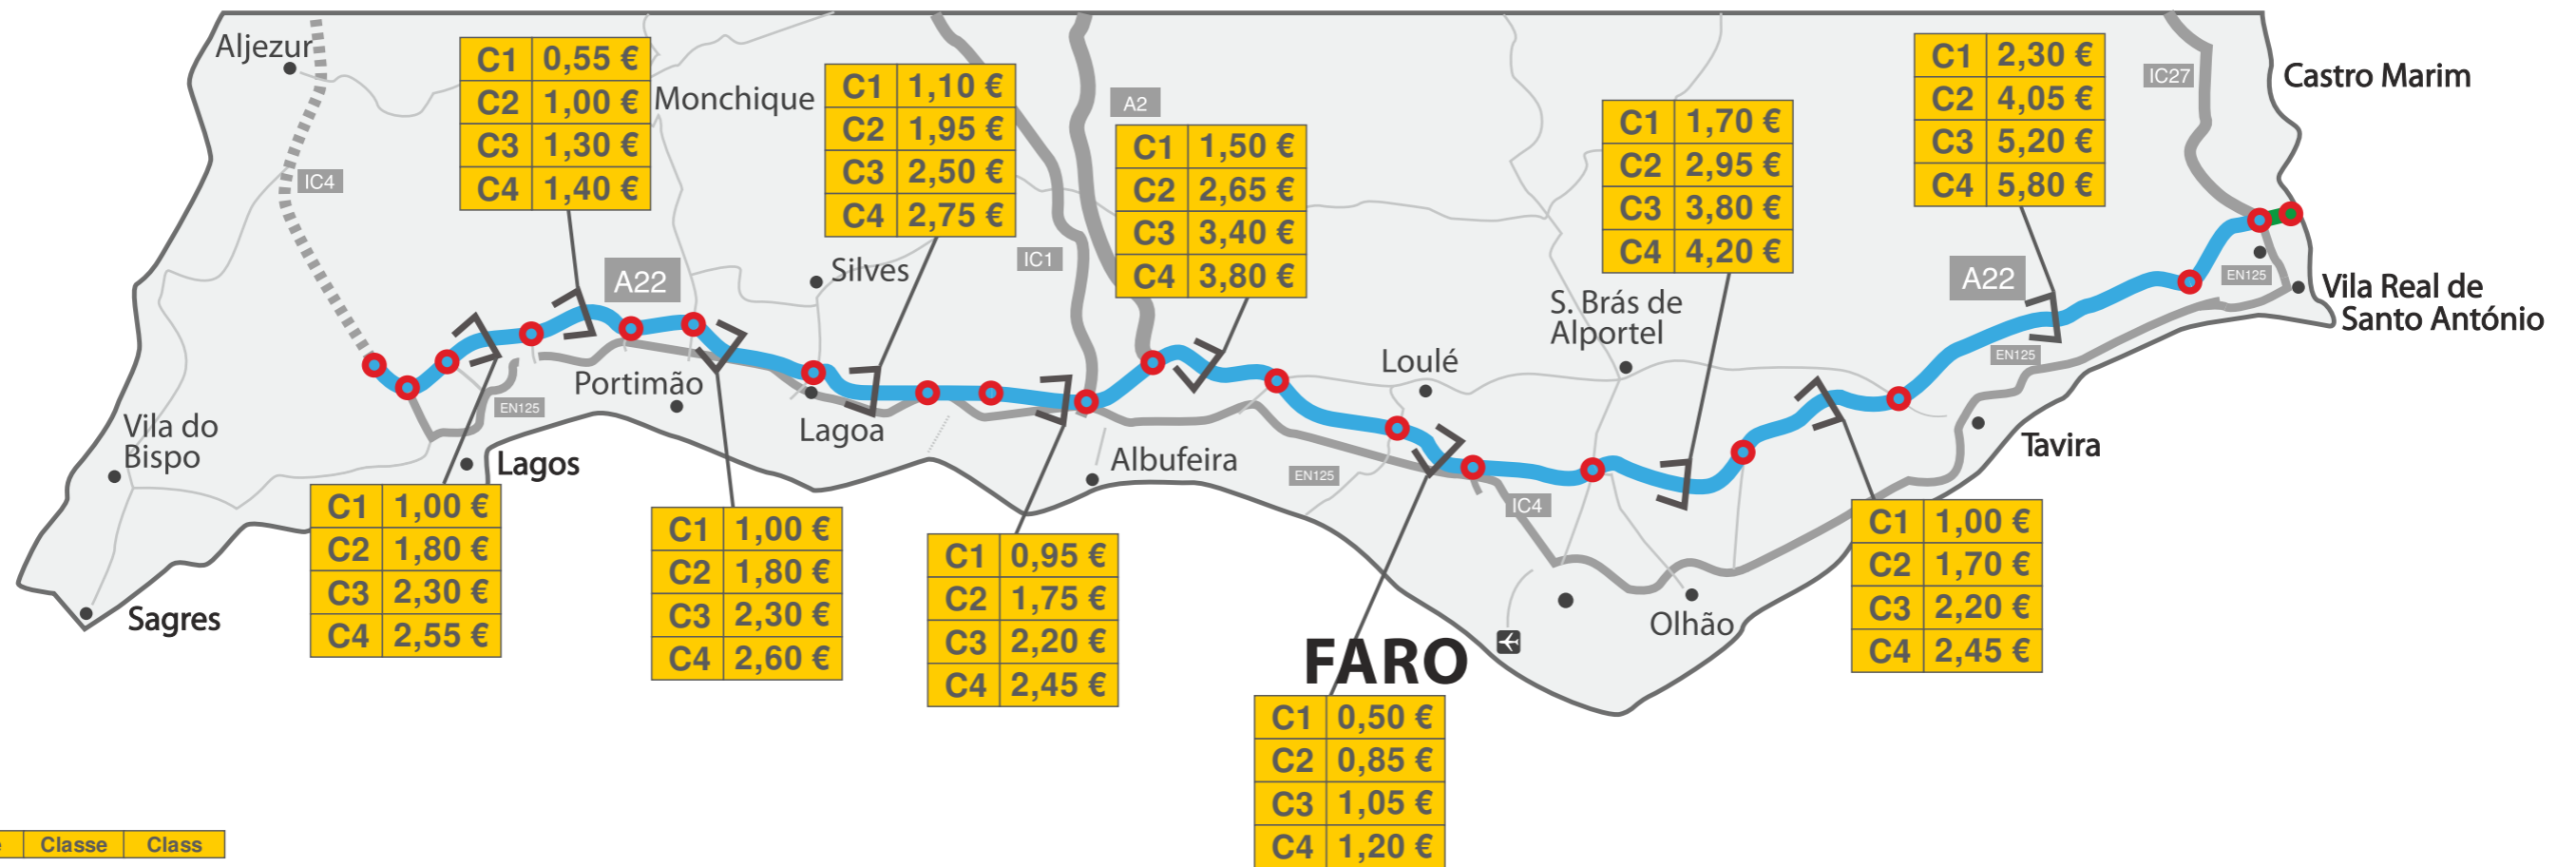 Aljezur
IC4
C1 0,55 €
C2 1,00 €
C3 1,30 €
C4 1,40 €
Monchique
C1 1,10 €
C2 1,95 €
C3 2,50 €
C4 2,75 €
A2
C1 1,50 €
C2 2,65 €
C3 3,40 €
C4 3,80 €
C1 1,70 €
C2 2,95 €
C3 3,80 €
C4 4,20 €
C1 2,30 €
C2 4,05 €
C3 5,20 €
C4 5,80 €
IC27
Castro Marim
A22
Silves
IC1
S. Brás de
Alportel
A22
EN125
Vila Real de
Santo António
Vila do
Bispo
EN125
Portimão
Lagoa
Loulé
EN125
Lagos
Albufeira
EN125
IC4
Tavira
Sagres
C1 1,00 €
C2 1,80 €
C3 2,30 €
C4 2,55 €
C1 1,00 €
C2 1,80 €
C3 2,30 €
C4 2,60 €
C1 0,95 €
C2 1,75 €
C3 2,20 €
C4 2,45 €
FARO
Olhão
C1 1,00 €
C2 1,70 €
C3 2,20 €
C4 2,45 €
C1 0,50 €
C2 0,85 €
C3 1,05 €
C4 1,20 €
Classe Class